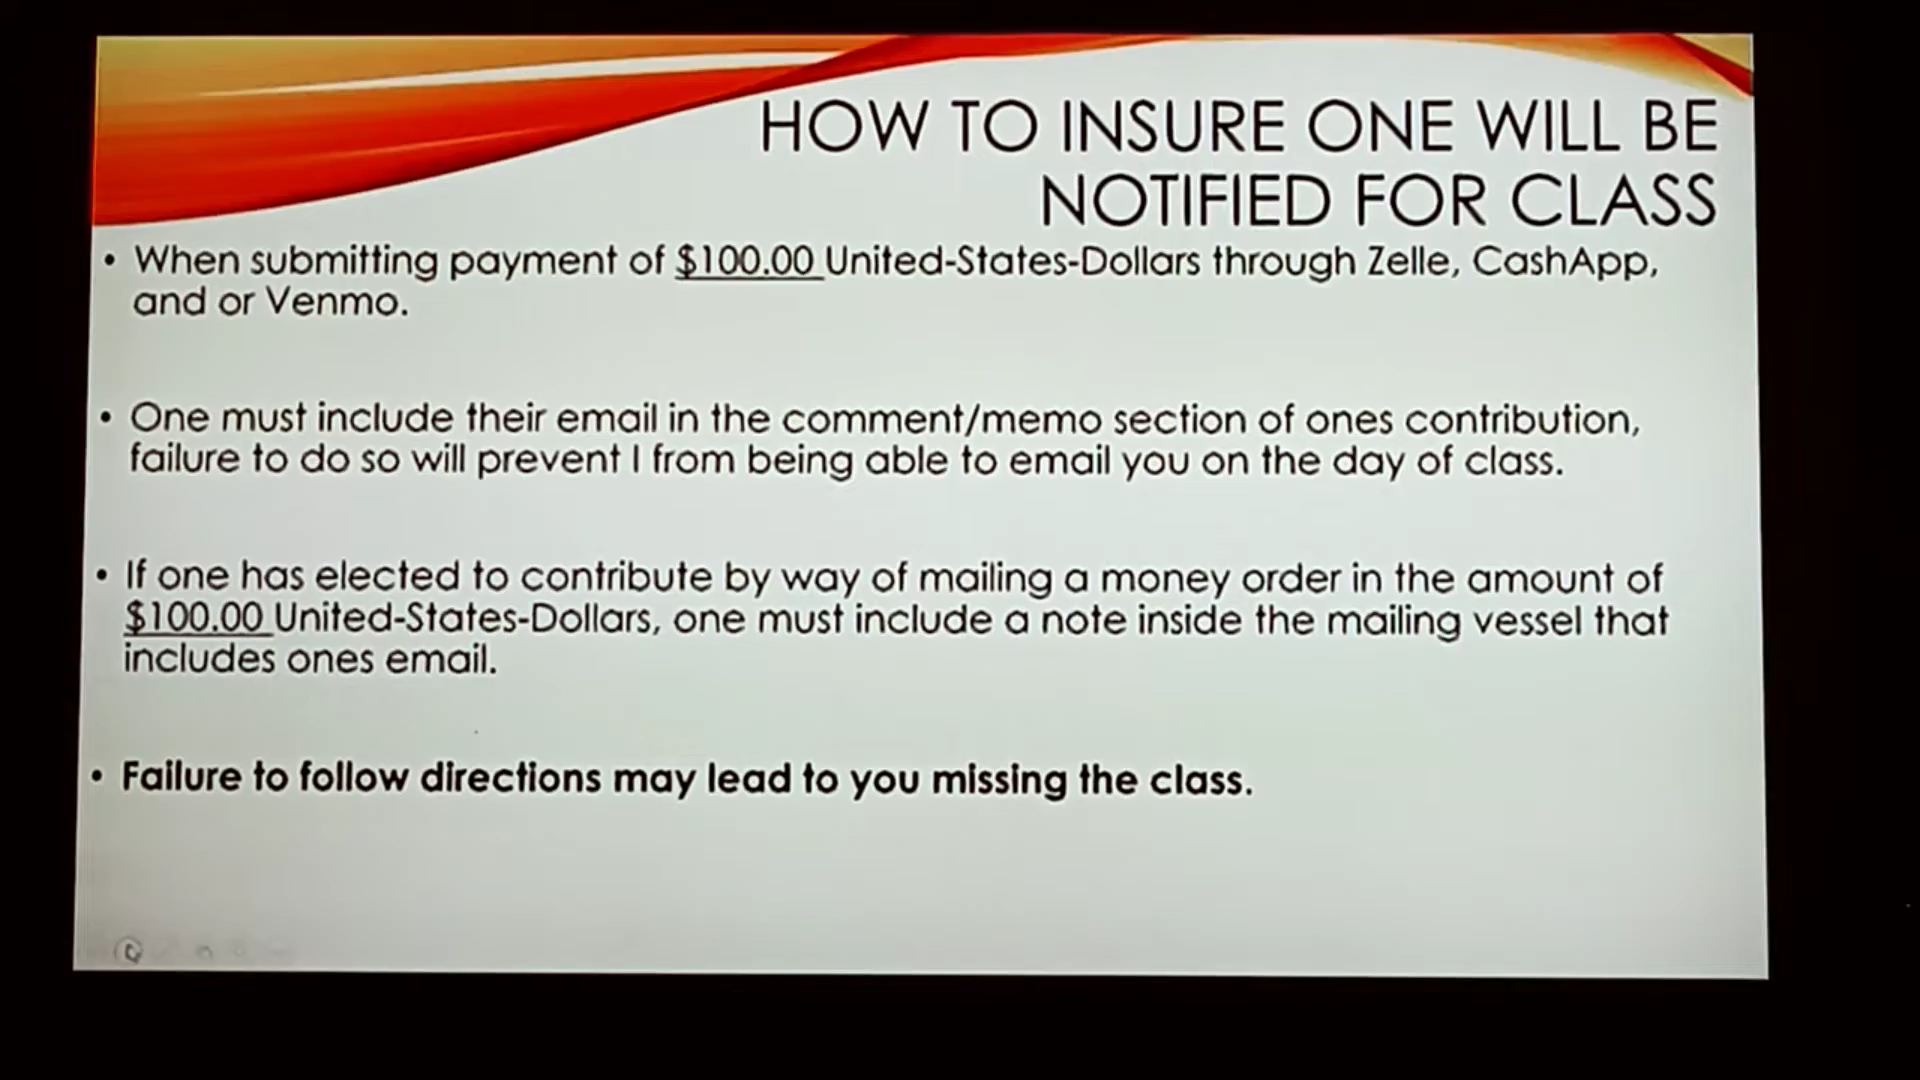 HOW TO INSURE ONE WILL BE
NOTIFIED FOR CLASS
• When submitting payment of $100.00 United-States-Dollars through Zelle, CashApp,
and or Venmo.
• One must include their email in the comment/memo section of ones contribution,
failure to do so will prevent I from being able to email you on the day of class.
• If one has elected to contribute by way of mailing a money order in the amount of
$100.00 United-States-Dollars, one must include a note inside the mailing vessel that
includes ones email.
• Failure to follow directions may lead to you missing the class.